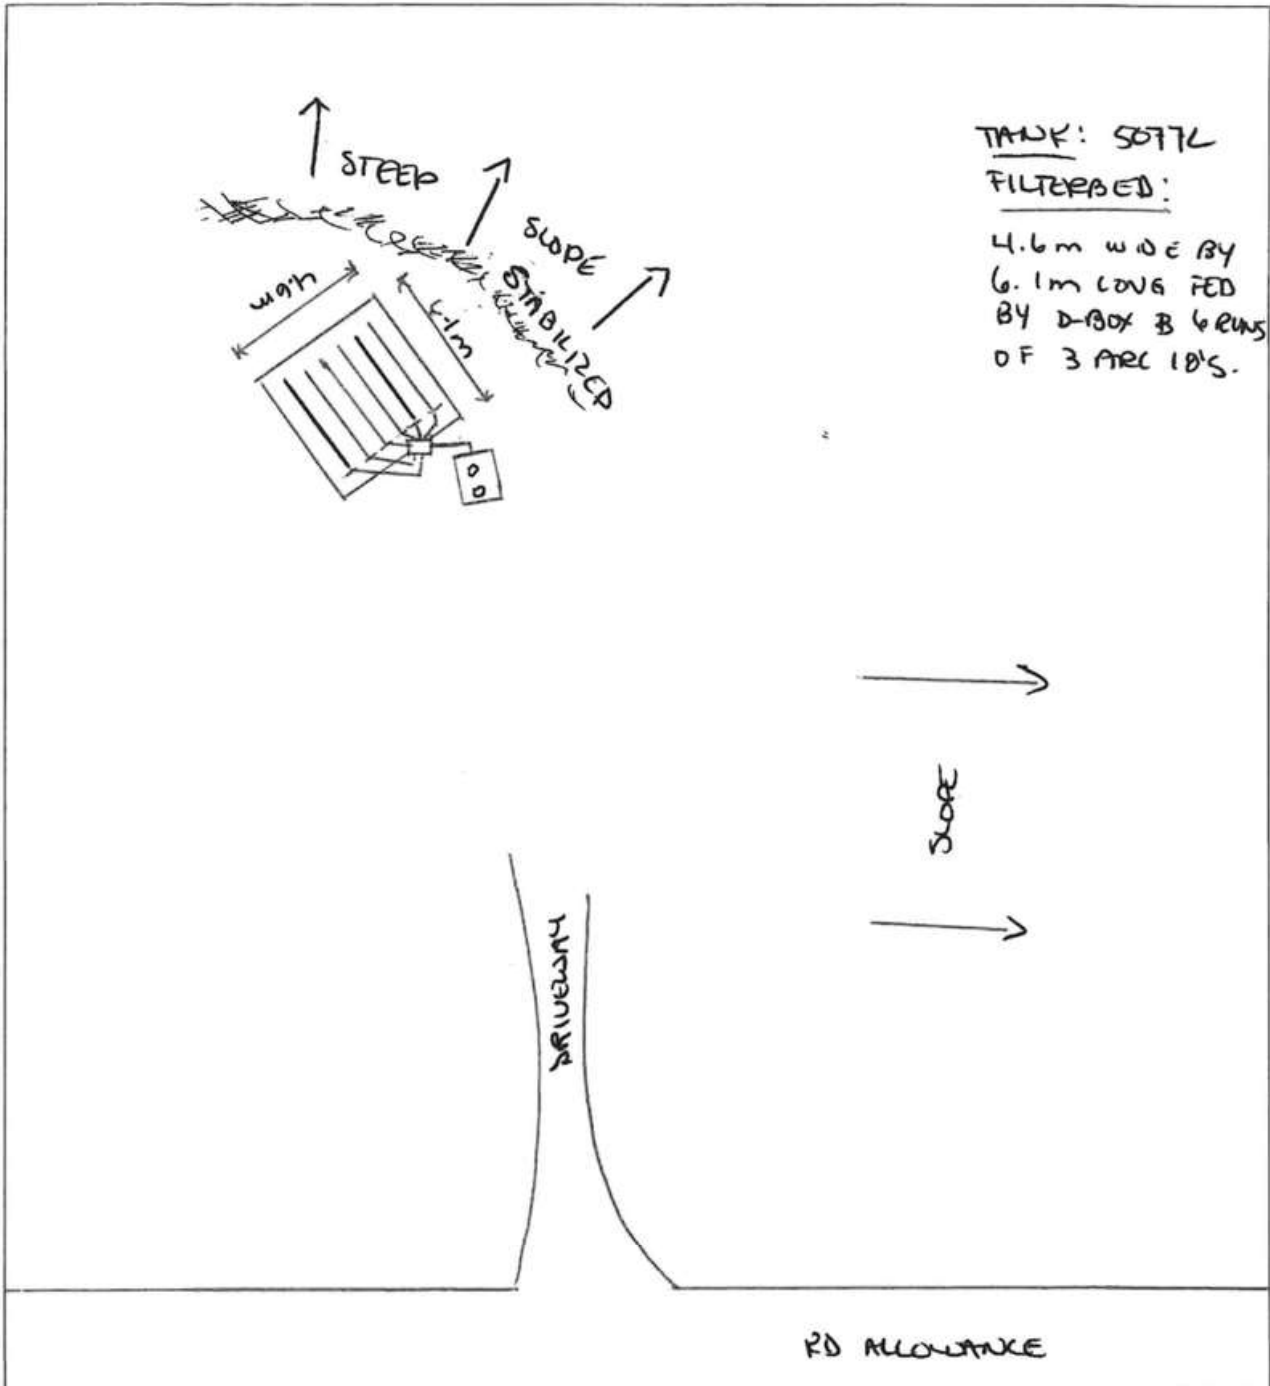 TANK: 5077L
FILTERBED:
4.6m WIDE BY
6.1m LONG FED
BY D-BOX & 6 RUNS
OF 3 ARC 18'S.
STEEP
SLOPE
STABILIZED
4.6m
6.1m
SLOPE
DRIVEWAY
RD ALLOWANCE